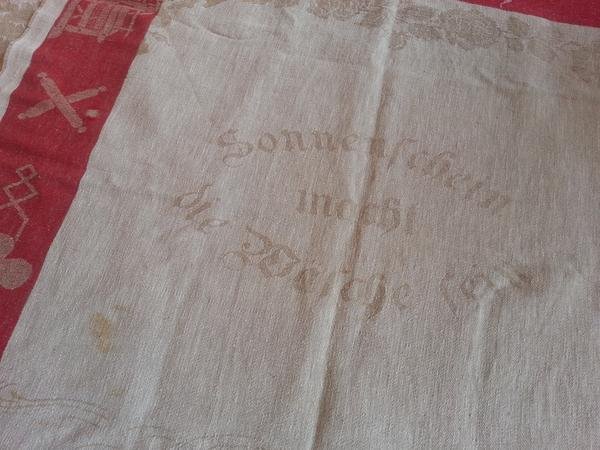 Sonnenschein
macht
die Wäsche